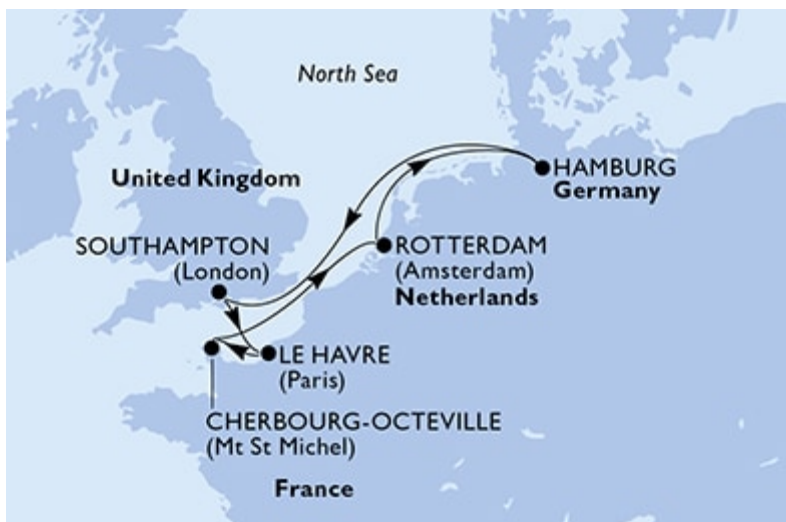 North Sea
HAMBURG
Germany
United Kingdom
SOUTHAMPTON
(London)
ROTTERDAM
(Amsterdam)
Netherlands
LE HAVRE
(Paris)
CHERBOURG-OCTEVILLE
(Mt St Michel)
France